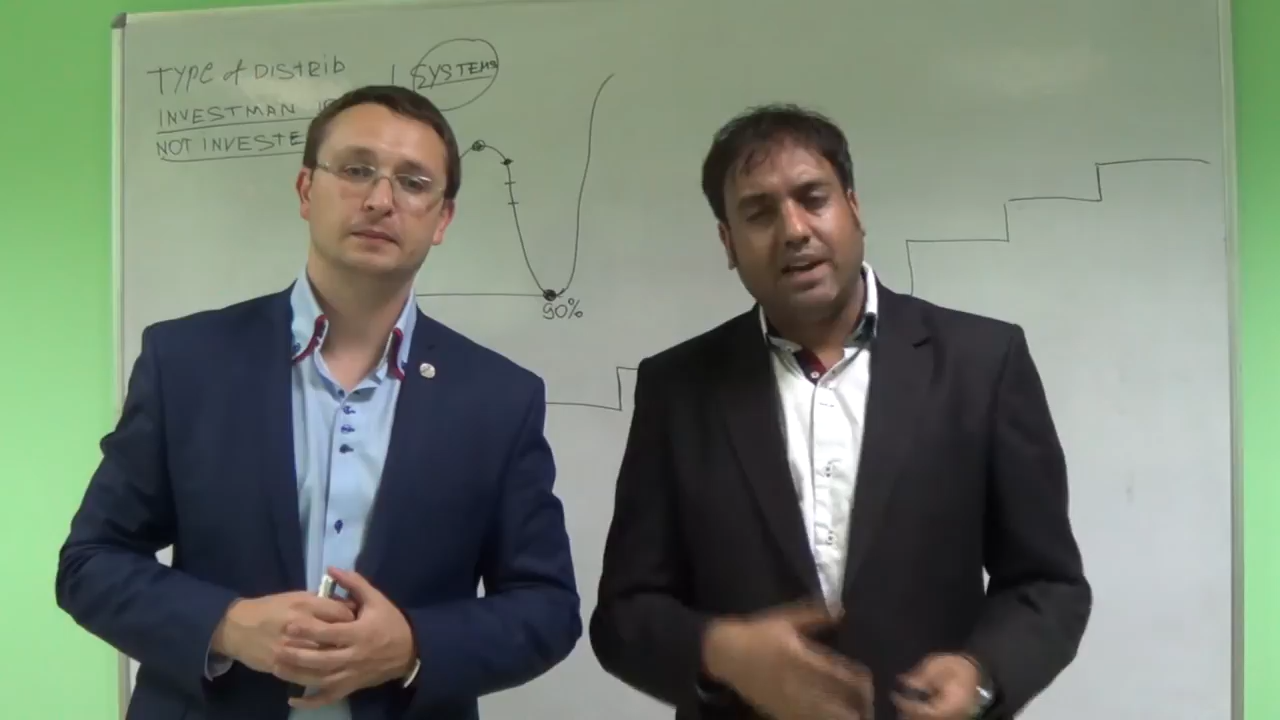 TYPE of DISTRIB
SYSTEMS
INVESTMAN
NOT INVESTE
90%